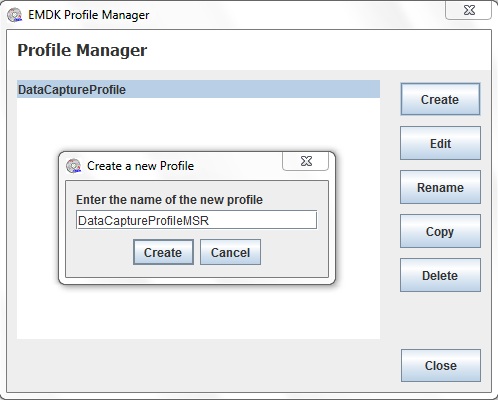 EMDK Profile Manager
Profile Manager
DataCaptureProfile
Create
Edit
Rename
Copy
Delete
Close
Create a new Profile
Enter the name of the new profile
DataCaptureProfileMSR
Create Cancel